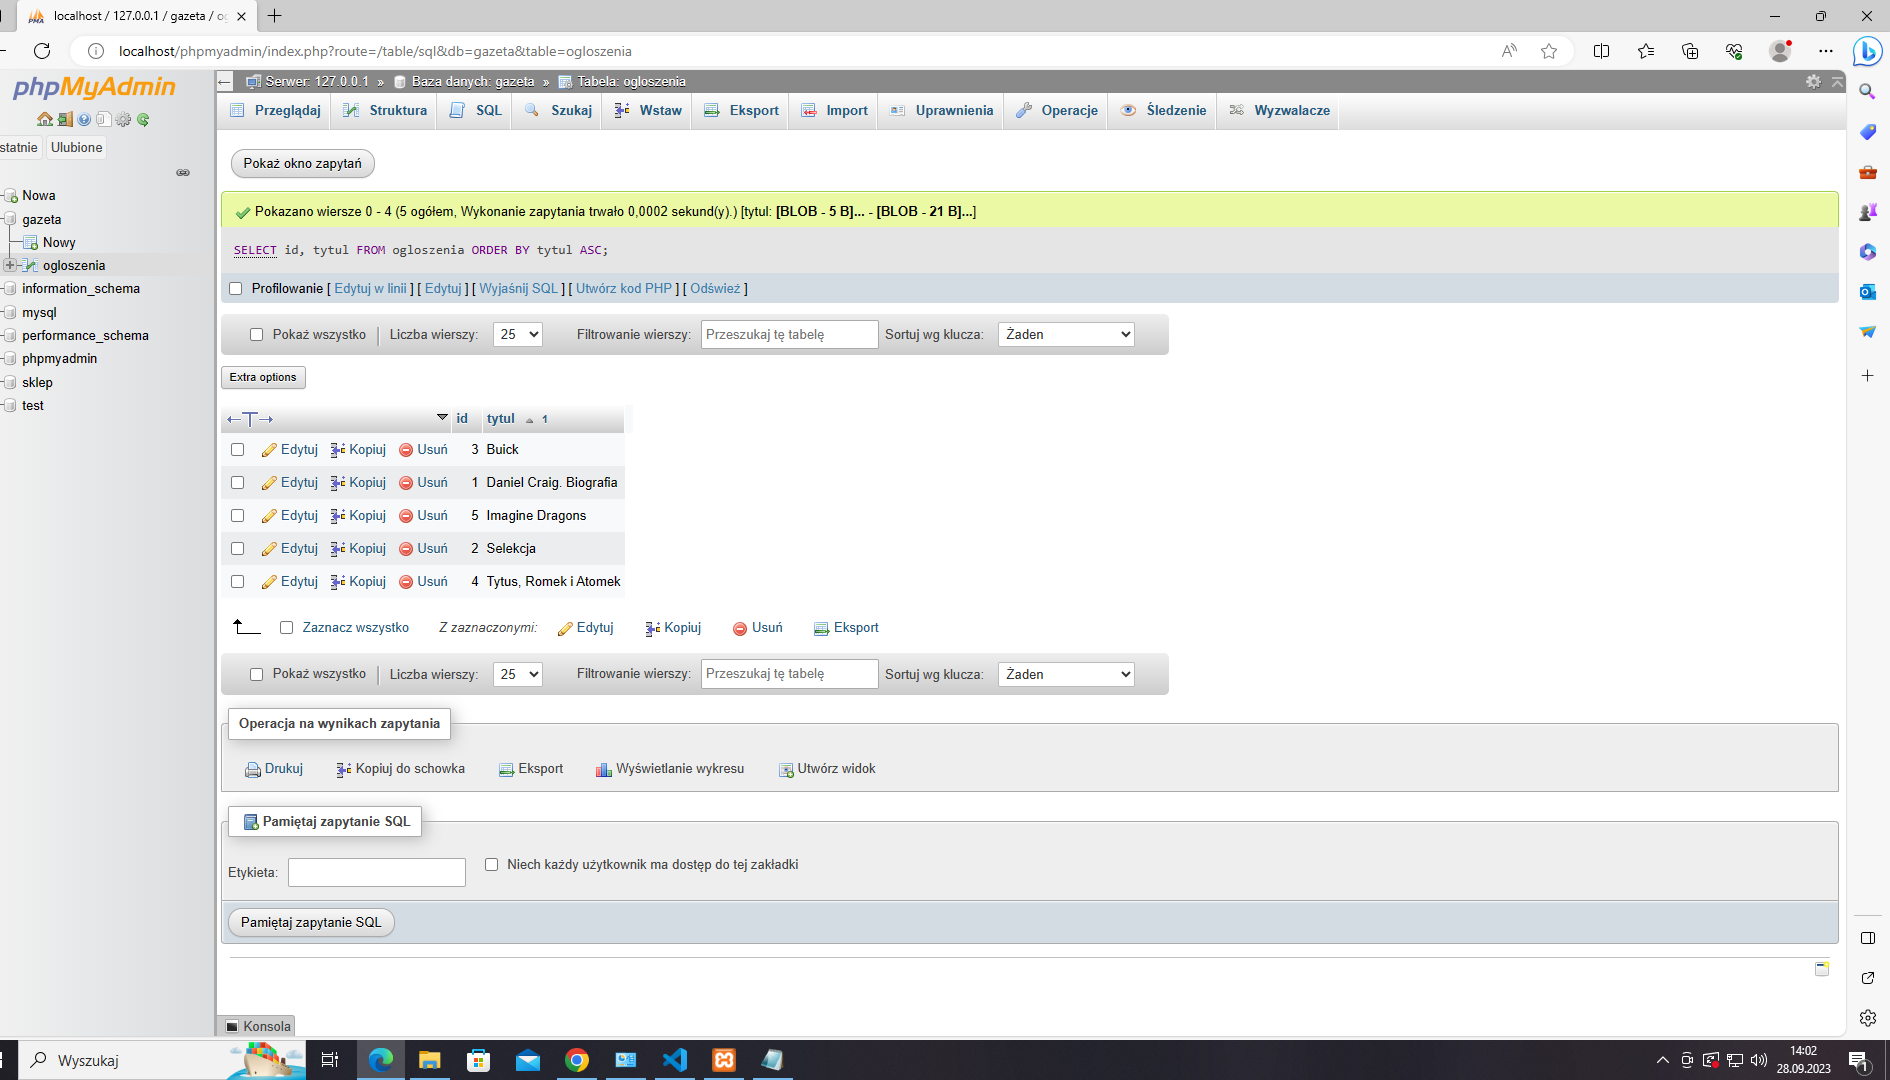 localhost / 127.0.0.1 / gazeta / og
localhost/phpmyadmin/index.php?route=/table/sql&db=gazeta&table=ogloszenia
phpMyAdmin
statnie Ulubione
Nowa
gazeta
Nowy
ogloszenia
information_schema
mysql
performance_schema
phpmyadmin
sklep
test
Serwer: 127.0.0.1 » Baza danych: gazeta » Tabela: ogloszenia
Przeglądaj Struktura SQL Szukaj Wstaw Eksport Import Uprawnienia Operacje Śledzenie Wyzwalacze
Pokaż okno zapytań
Pokazano wiersze 0 - 4 (5 ogółem, Wykonanie zapytania trwało 0,0002 sekund(y).) [tytul: [BLOB - 5 B]... - [BLOB - 21 B]...]
SELECT id, tytul FROM ogloszenia ORDER BY tytul ASC;
Profilowanie [ Edytuj w linii ] [ Edytuj ] [ Wyjaśnij SQL ] [ Utwórz kod PHP ] [ Odśwież ]
Pokaż wszystko Liczba wierszy: 25 Filtrowanie wierszy: Przeszukaj tę tabelę Sortuj wg klucza: Żaden
Extra options
←T→ id tytul 1
Edytuj Kopiuj Usuń 3 Buick
Edytuj Kopiuj Usuń 1 Daniel Craig. Biografia
Edytuj Kopiuj Usuń 5 Imagine Dragons
Edytuj Kopiuj Usuń 2 Selekcja
Edytuj Kopiuj Usuń 4 Tytus, Romek i Atomek
Zaznacz wszystko Z zaznaczonymi: Edytuj Kopiuj Usuń Eksport
Pokaż wszystko Liczba wierszy: 25 Filtrowanie wierszy: Przeszukaj tę tabelę Sortuj wg klucza: Żaden
Operacja na wynikach zapytania
Drukuj Kopiuj do schowka Eksport Wyświetlanie wykresu Utwórz widok
Pamiętaj zapytanie SQL
Etykieta: Niech każdy użytkownik ma dostęp do tej zakładki
Pamiętaj zapytanie SQL
Konsola
Wyszukaj
14:02
28.09.2023
1